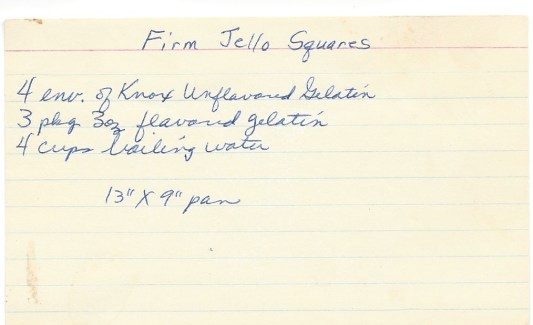 Firm Jello Squares
4 env. of Knox Unflavored Gelatin
3 pkg 3oz flavored gelatin
4 cups boiling water
13" X 9" pan